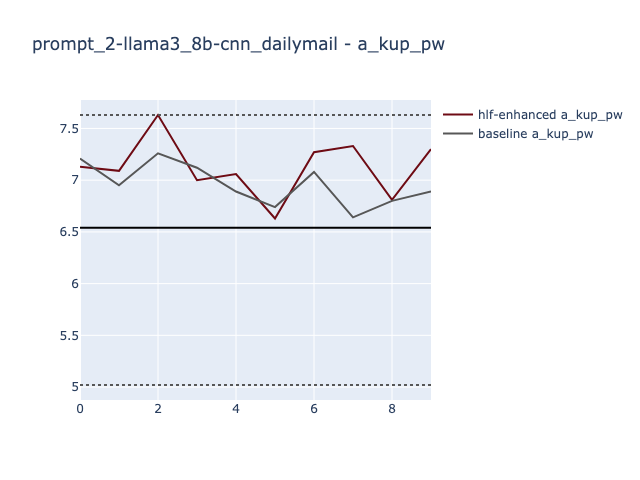 prompt_2-llama3_8b-cnn_dailymail - a_kup_pw
hlf-enhanced a_kup_pw
baseline a_kup_pw
7.5
7
6.5
6
5.5
5
0 2 4 6 8